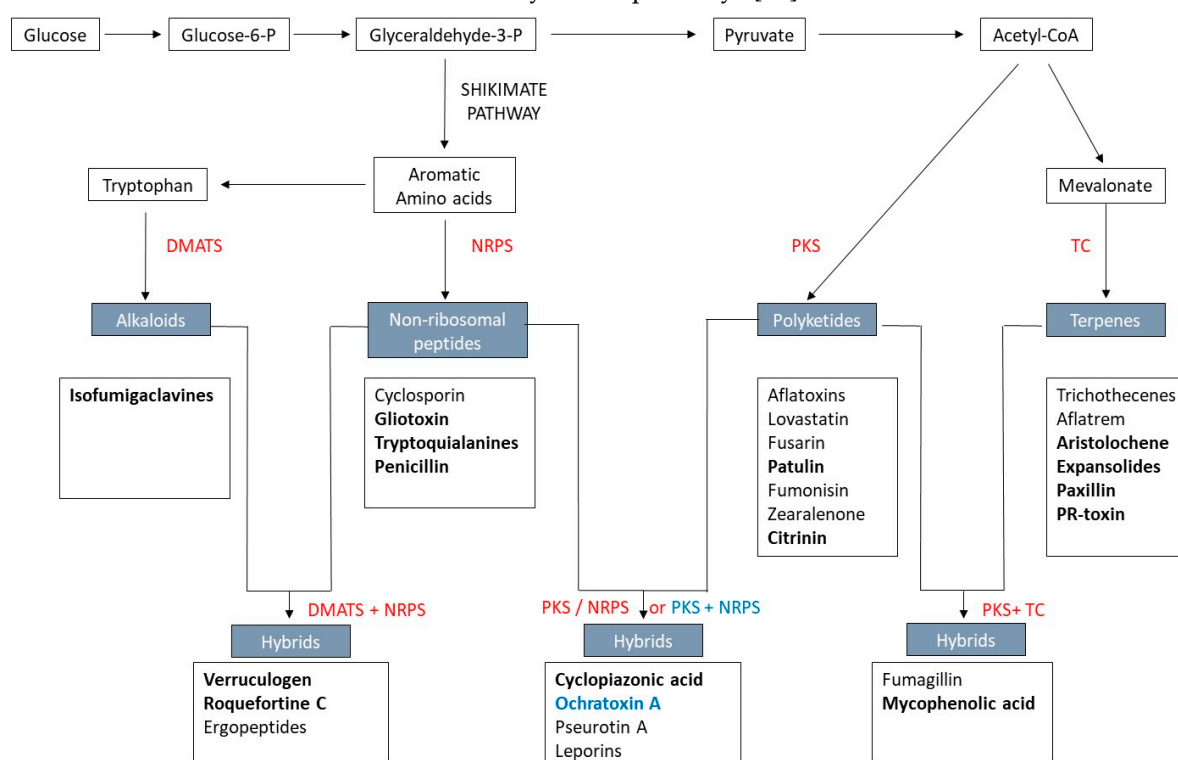 Glucose
Glucose-6-P
Glyceraldehyde-3-P
Pyruvate
Acetyl-CoA
SHIKIMATE
PATHWAY
Tryptophan
Aromatic
Amino acids
Mevalonate
DMATS
NRPS
PKS
TC
Alkaloids
Non-ribosomal
peptides
Polyketides
Terpenes
Isofumigaclavines
Cyclosporin
Gliotoxin
Tryptoquialanines
Penicillin
Aflatoxins
Lovastatin
Fusarin
Patulin
Fumonisin
Zearalenone
Citrinin
Trichothecenes
Aflatrem
Aristolochene
Expansolides
Paxillin
PR-toxin
DMATS + NRPS
PKS / NRPS or PKS + NRPS
PKS+ TC
Hybrids
Hybrids
Hybrids
Verruculogen
Roquefortine C
Ergopeptides
Cyclopiazonic acid
Ochratoxin A
Pseurotin A
Leporins
Fumagillin
Mycophenolic acid